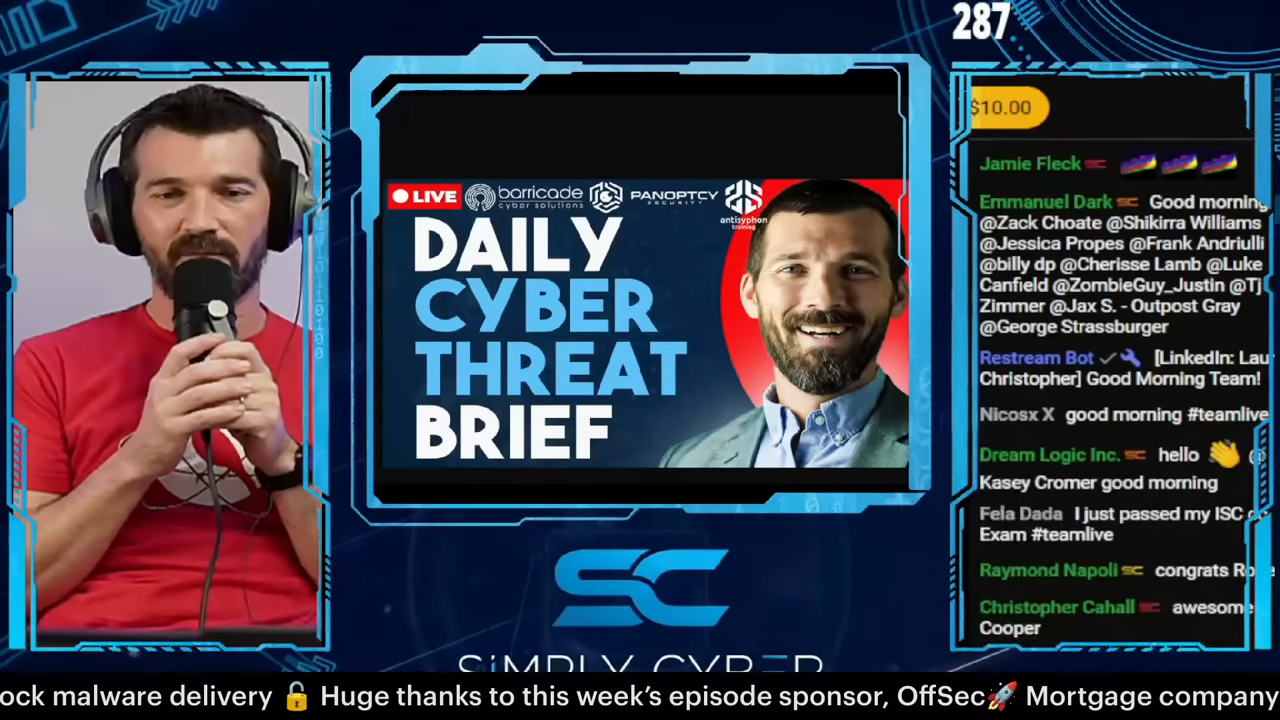 287
$10.00
Jamie Fleck
Emmanuel Dark Good morning
@Zack Choate @Shikirra Williams
@Jessica Propes @Frank Andriulli
@billy dp @Cherisse Lamb @Luke
Canfield @ZombieGuy_Justin @Tj
Zimmer @Jax S. - Outpost Gray
@George Strassburger
Restream Bot [LinkedIn: Lau
Christopher] Good Morning Team!
Nicosx X good morning #teamlive
Dream Logic Inc. hello 👋 @
Kasey Cromer good morning
Fela Dada I just passed my ISC
Exam #teamlive
Raymond Napoli congrats
Christopher Cahall awesome
Cooper
LIVE
barricade
cyber solutions
PANOPTCY
SECURITY
antisyphon
training
DAILY
CYBER
THREAT
BRIEF
SC
SIMPLY CYBER
ock malware delivery 🔓 Huge thanks to this week’s episode sponsor, OffSec🚀 Mortgage company